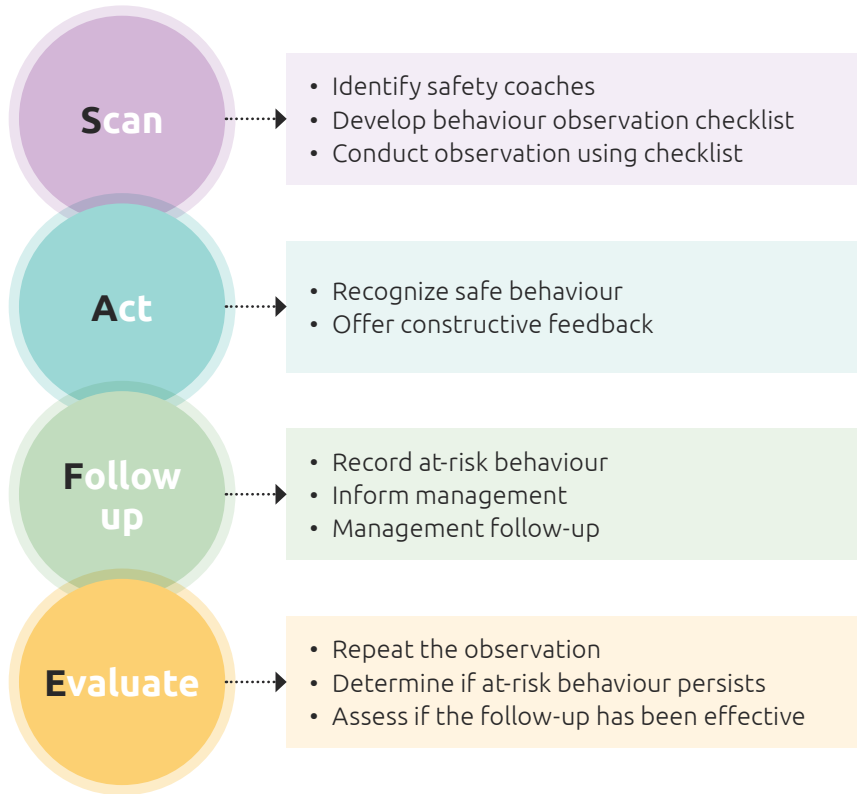 Scan
• Identify safety coaches
• Develop behaviour observation checklist
• Conduct observation using checklist
Act
• Recognize safe behaviour
• Offer constructive feedback
Follow
up
• Record at-risk behaviour
• Inform management
• Management follow-up
Evaluate
• Repeat the observation
• Determine if at-risk behaviour persists
• Assess if the follow-up has been effective